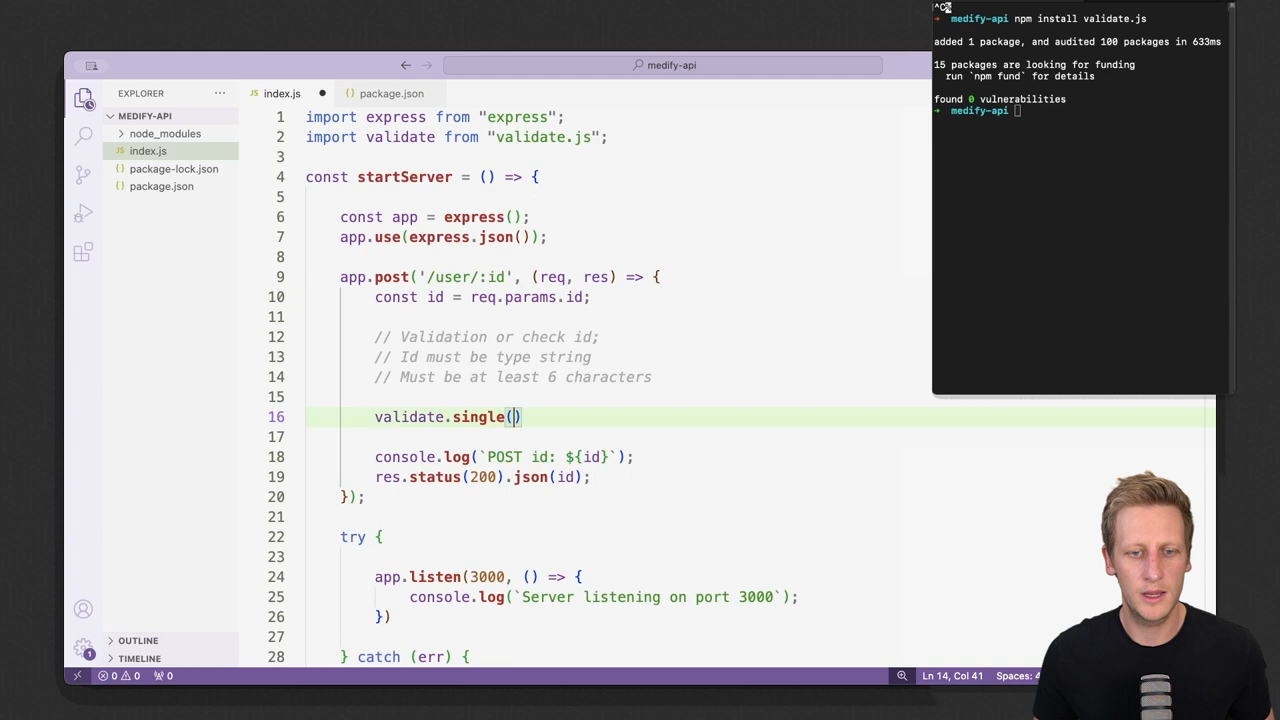 ^C%
→ medify-api npm install validate.js
added 1 package, and audited 100 packages in 633ms
15 packages are looking for funding
run `npm fund` for details
found 0 vulnerabilities
→ medify-api
medify-api
EXPLORER ···
MEDIFY-API
node_modules
JS index.js
{} package-lock.json
{} package.json
OUTLINE
TIMELINE
JS index.js
{} package.json
1 import express from "express";
2 import validate from "validate.js";
3
4 const startServer = () => {
5
6 const app = express();
7 app.use(express.json());
8
9 app.post('/user/:id', (req, res) => {
10 const id = req.params.id;
11
12 // Validation or check id;
13 // Id must be type string
14 // Must be at least 6 characters
15
16 validate.single()
17
18 console.log(`POST id: ${id}`);
19 res.status(200).json(id);
20 });
21
22 try {
23
24 app.listen(3000, () => {
25 console.log(`Server listening on port 3000`);
26 })
27
28 } catch (err) {
1
0 0 0
Ln 14, Col 41 Spaces: 4